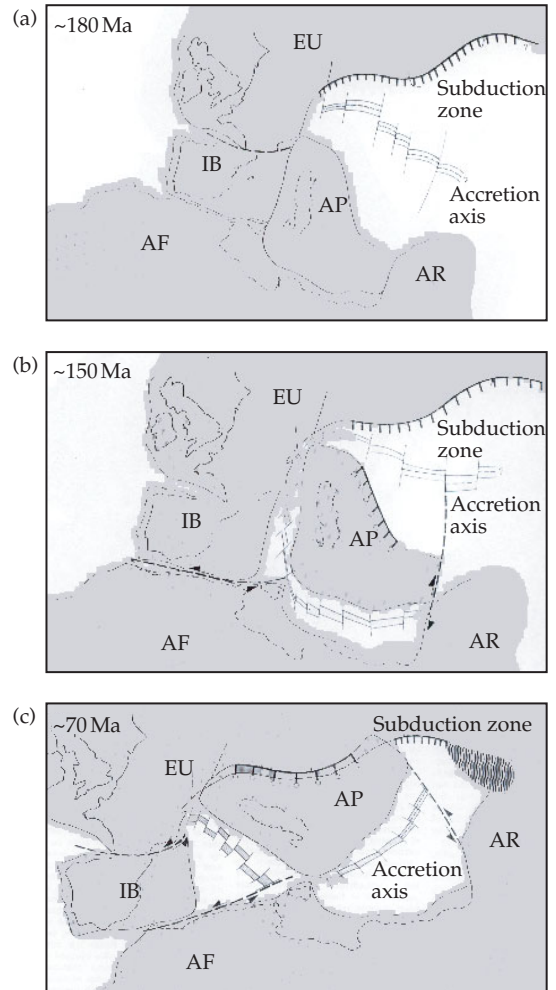 (a)
~180 Ma
EU
Subduction
zone
IB
AP
Accretion
axis
AF
AR
(b)
~150 Ma
EU
Subduction
zone
IB
AP
Accretion
axis
AF
AR
(c)
~70 Ma
Subduction zone
EU
AP
AR
IB
Accretion
axis
AF